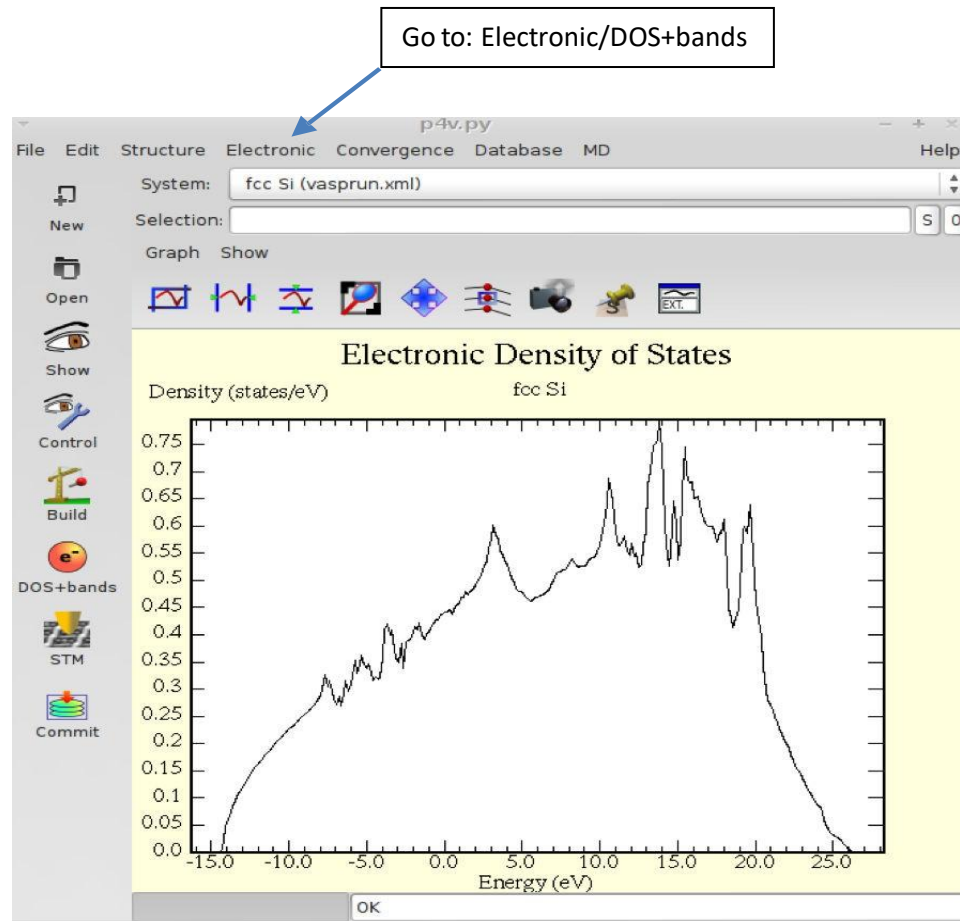 Go to: Electronic/DOS+bands
p4v.py
File Edit Structure Electronic Convergence Database MD Help
System: fcc Si (vasprun.xml)
New
Selection: S 0
Graph Show
Open
EXT.
Show
Electronic Density of States
Density (states/eV) fcc Si
Control
0.75
0.7
0.65
Build
0.6
0.55
e-
0.5
DOS+bands
0.45
0.4
STM
0.35
0.3
0.25
Commit
0.2
0.15
0.1
0.05
0.0
-15.0 -10.0 -5.0 0.0 5.0 10.0 15.0 20.0 25.0
Energy (eV)
OK